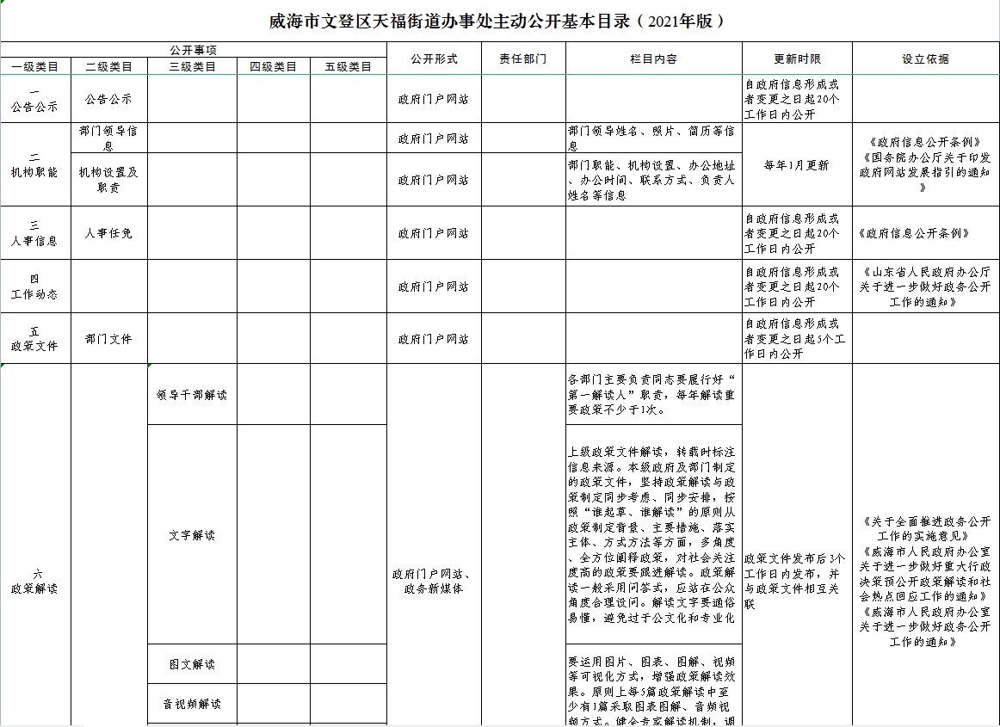 威海市文登区天福街道办事处主动公开基本目录（2021年版）
公开事项
公开形式
责任部门
栏目内容
更新时限
设立依据
一级类目
二级类目
三级类目
四级类目
五级类目
一
公告公示
公告公示
政府门户网站
自政府信息形成或
者变更之日起20个
工作日内公开
二
机构职能
部门领导信
息
政府门户网站
部门领导姓名、照片、简历等信
息
每年1月更新
《政府信息公开条例》
《国务院办公厅关于印发
政府网站发展指引的通知
》
机构设置及
职责
政府门户网站
部门职能、机构设置、办公地址
、办公时间、联系方式、负责人
姓名等信息
三
人事信息
人事任免
政府门户网站
自政府信息形成或
者变更之日起20个
工作日内公开
《政府信息公开条例》
四
工作动态
政府门户网站
自政府信息形成或
者变更之日起20个
工作日内公开
《山东省人民政府办公厅
关于进一步做好政务公开
工作的通知》
五
政策文件
部门文件
政府门户网站
自政府信息形成或
者变更之日起5个工
作日内公开
六
政策解读
领导干部解读
政府门户网站、
政务新媒体
各部门主要负责同志要履行好“
第一解读人”职责，每年解读重
要政策不少于1次。
政策文件发布后3个
工作日内发布，并
与政策文件相互关
联
《关于全面推进政务公开
工作的实施意见》
《威海市人民政府办公室
关于进一步做好重大行政
决策预公开政策解读和社
会热点回应工作的通知》
《威海市人民政府办公室
关于进一步做好政务公开
工作的通知》
文字解读
上级政策文件解读，转载时标注
信息来源。本级政府及部门制定
的政策文件，坚持政策解读与政
策制定同步考虑、同步安排，按
照“谁起草、谁解读”的原则从
政策制定背景、主要措施、落实
主体、方式方法等方面，多角度
、全方位阐释政策，对社会关注
度高的政策要跟进解读。政策解
读一般采用问答式，应站在公众
角度合理设问。解读文字要通俗
易懂，避免过于公文化和专业化
图文解读
音视频解读
要运用图片、图表、图解、视频
等可视化方式，增强政策解读效
果。原则上每5篇政策解读中至
少有1篇采取图表图解、音频视
频方式。健全专家解读机制，调